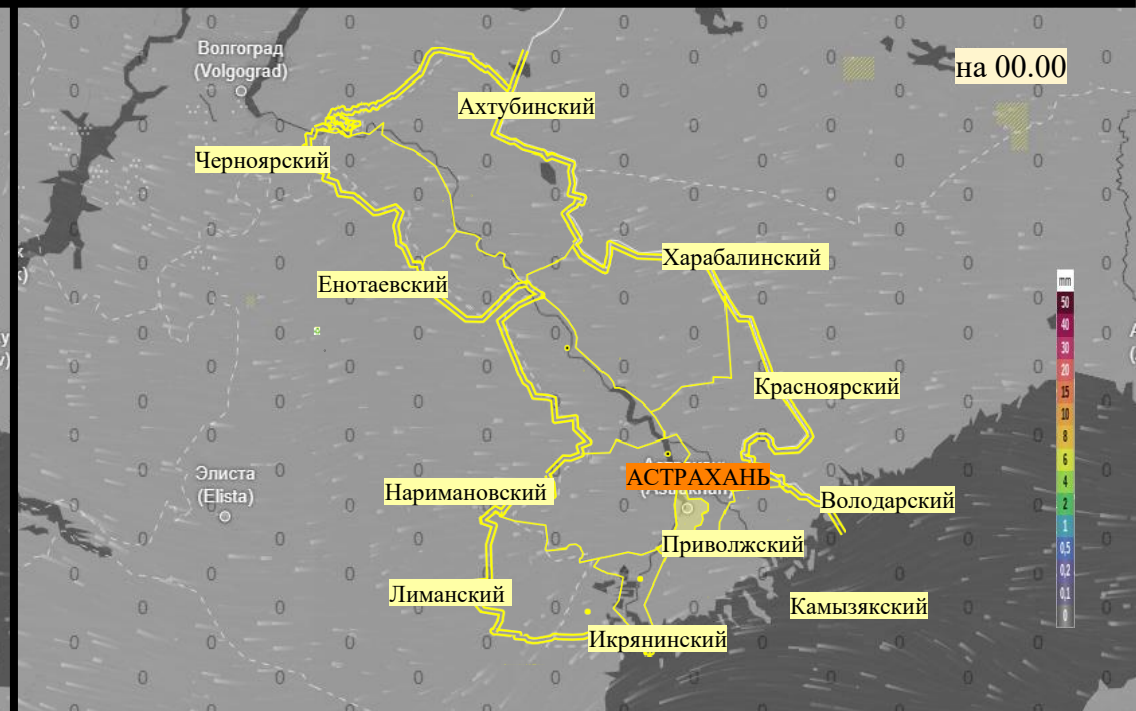 Волгоград
(Volgograd)
на 00.00
Ахтубинский
Черноярский
Харабалинский
Енотаевский
mm
50
40
30
20
15
10
8
6
4
2
1
0,5
0,2
0,1
0
Красноярский
Элиста
(Elista)
АСТРАХАНЬ
Наримановский
Володарский
Приволжский
Лиманский
Камызякский
Икрянинский